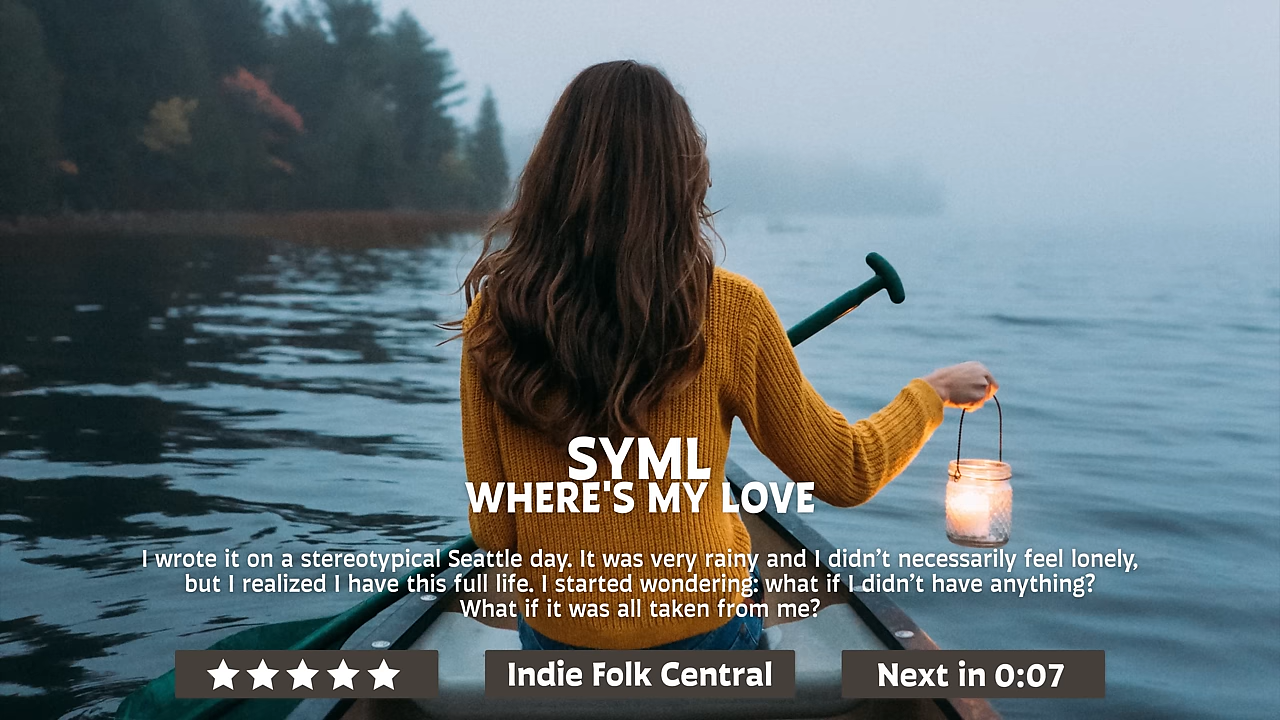 SYML
WHERE'S MY LOVE
I wrote it on a stereotypical Seattle day. It was very rainy and I didn’t necessarily feel lonely,
but I realized I have this full life. I started wondering: what if I didn’t have anything?
What if it was all taken from me?
Indie Folk Central
Next in 0:07